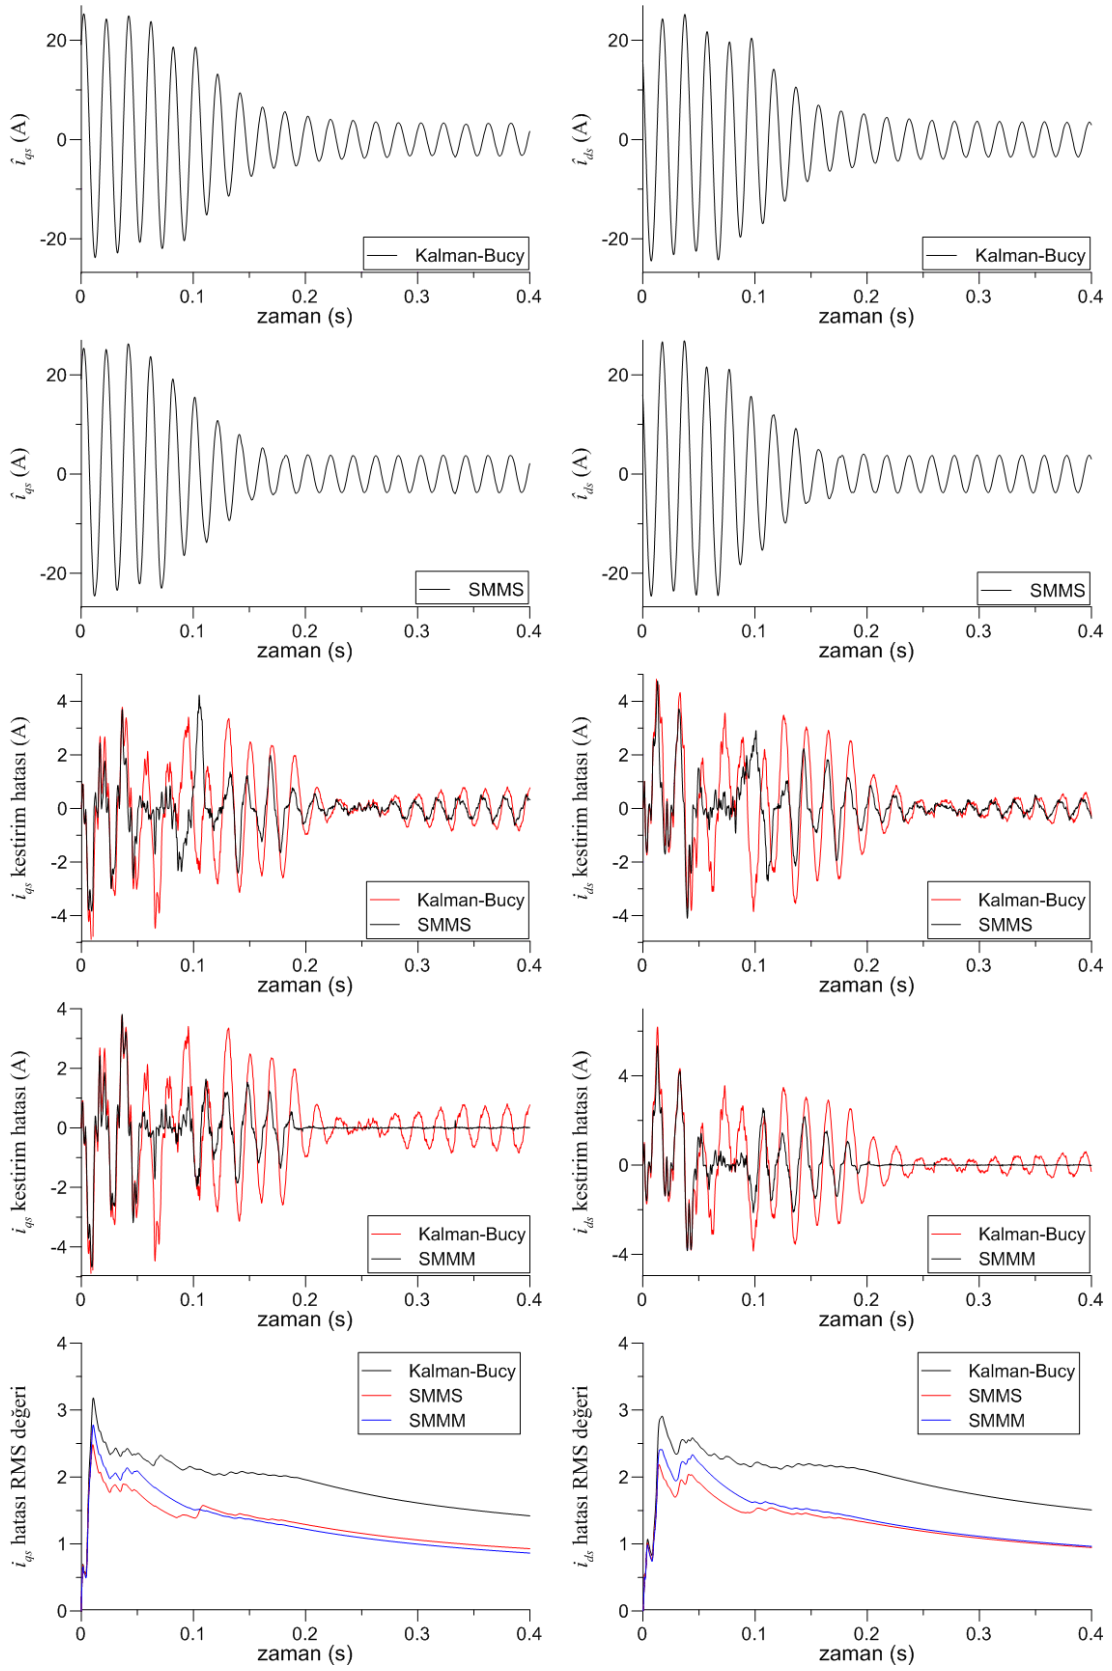 î_qs (A)
20
0
-20
Kalman-Bucy
0 0.1 0.2 0.3 0.4
zaman (s)
î_ds (A)
20
0
-20
Kalman-Bucy
0 0.1 0.2 0.3 0.4
zaman (s)
î_qs (A)
20
0
-20
SMMS
0 0.1 0.2 0.3 0.4
zaman (s)
î_ds (A)
20
0
-20
SMMS
0 0.1 0.2 0.3 0.4
zaman (s)
i_qs kestirim hatası (A)
4
2
0
-2
-4
Kalman-Bucy
SMMS
0 0.1 0.2 0.3 0.4
zaman (s)
i_ds kestirim hatası (A)
4
2
0
-2
-4
Kalman-Bucy
SMMS
0 0.1 0.2 0.3 0.4
zaman (s)
i_qs kestirim hatası (A)
4
2
0
-2
-4
Kalman-Bucy
SMMM
0 0.1 0.2 0.3 0.4
zaman (s)
i_ds kestirim hatası (A)
4
0
-4
Kalman-Bucy
SMMM
0 0.1 0.2 0.3 0.4
zaman (s)
i_qs hatası RMS değeri
4
3
2
1
0
Kalman-Bucy
SMMS
SMMM
0 0.1 0.2 0.3 0.4
zaman (s)
i_ds hatası RMS değeri
4
3
2
1
0
Kalman-Bucy
SMMS
SMMM
0 0.1 0.2 0.3 0.4
zaman (s)